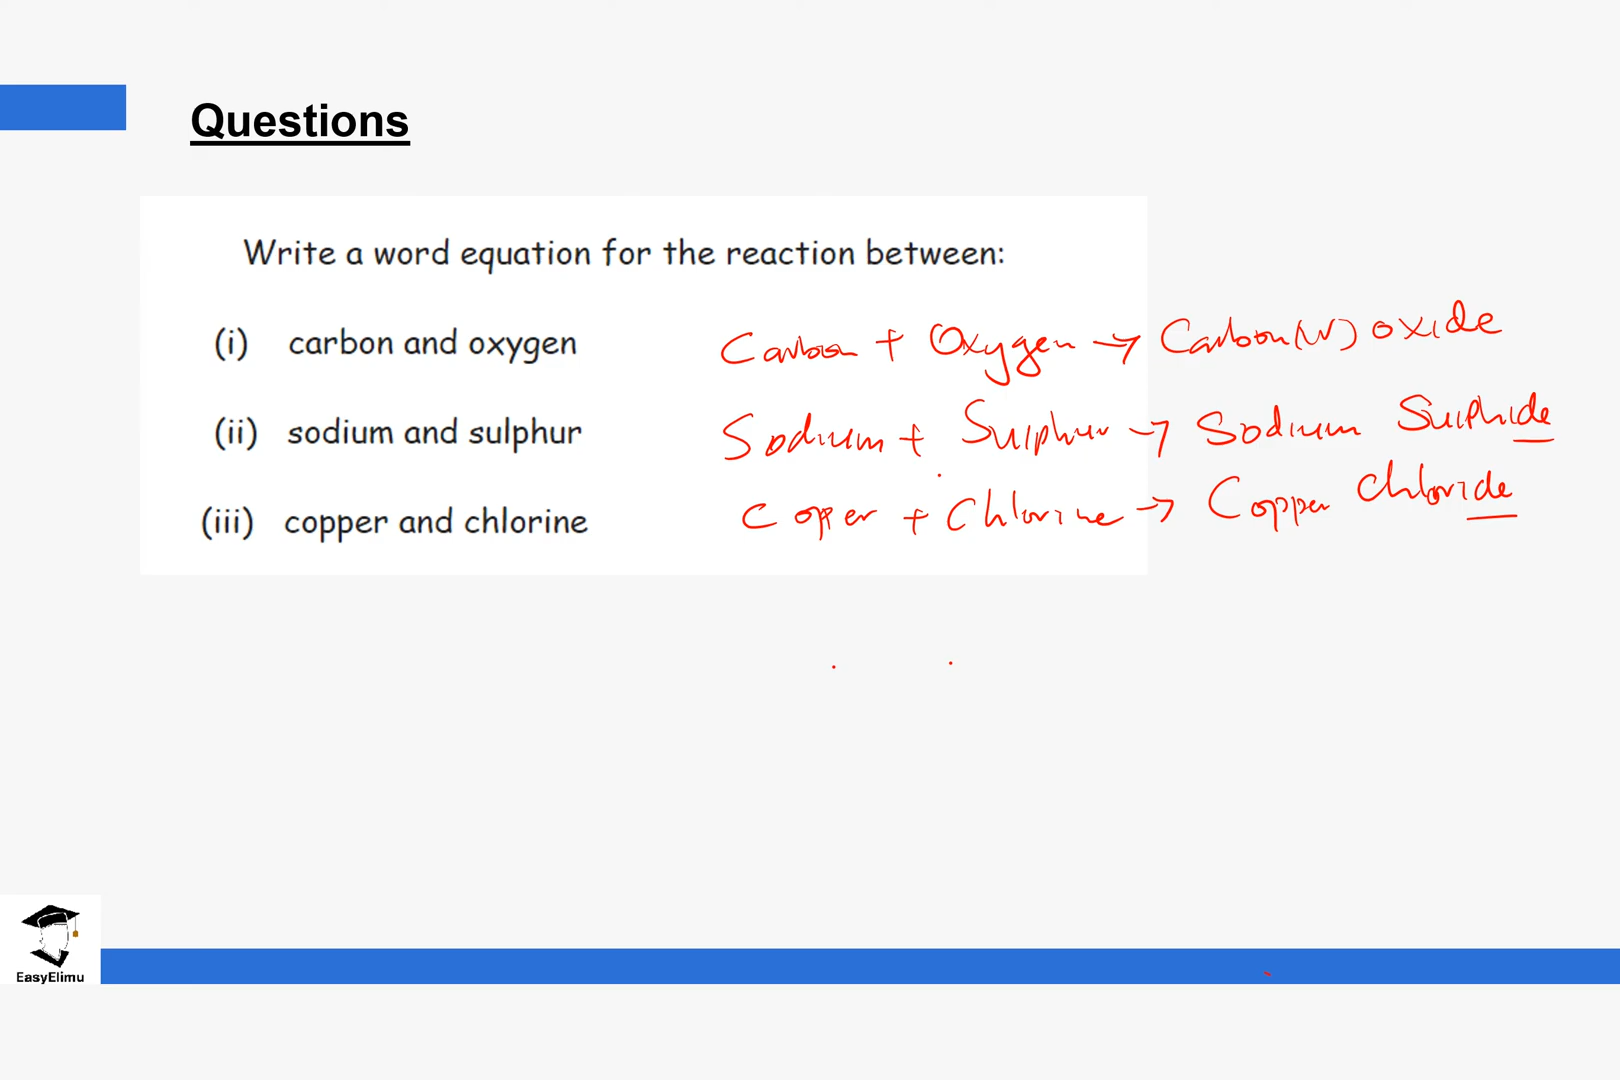 Questions
Write a word equation for the reaction between:
(i) carbon and oxygen Carbon + Oxygen → Carbon(IV) oxide
(ii) sodium and sulphur Sodium + Sulphur → Sodium Sulphide
(iii) copper and chlorine Copper + Chlorine → Copper Chloride
EasyElimu